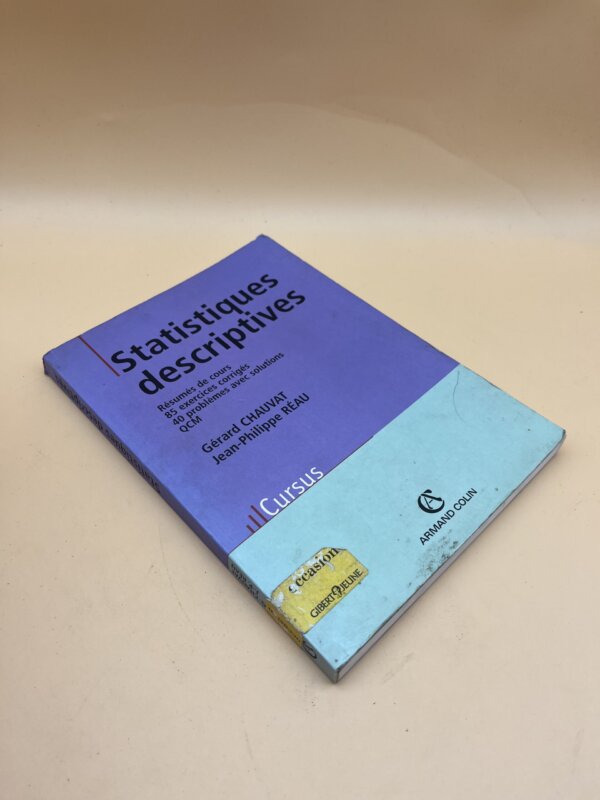 Statistiques
descriptives
Résumés de cours
85 exercices corrigés
40 problèmes avec solutions
QCM
Gérard CHAUVAT
Jean-Philippe RÉAU
Cursus
ARMAND COLIN
occasion
GIBERT JEUNE